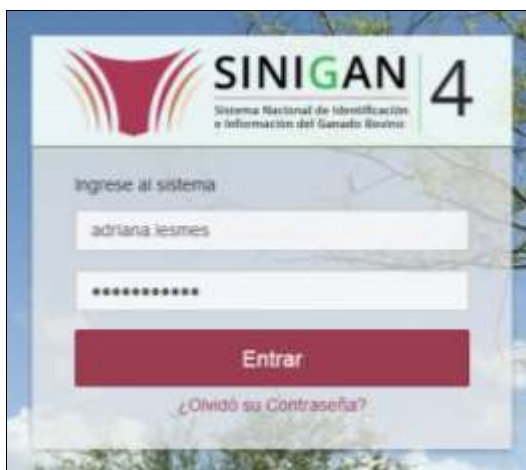 SINIGAN 4
Sistema Nacional de Identificación
e Información del Ganado Bovino
Ingrese al sistema
adriana.lesmes
•••••••••••
Entrar
¿Olvidó su Contraseña?